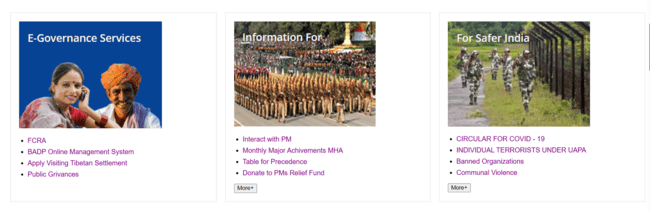 E-Governance Services
FCRA
BADP Online Management System
Apply Visiting Tibetan Settlement
Public Grivances
Information For
Interact with PM
Monthly Major Achivements MHA
Table for Precedence
Donate to PMs Relief Fund
More+
For Safer India
CIRCULAR FOR COVID - 19
INDIVIDUAL TERRORISTS UNDER UAPA
Banned Organizations
Communal Violence
More+